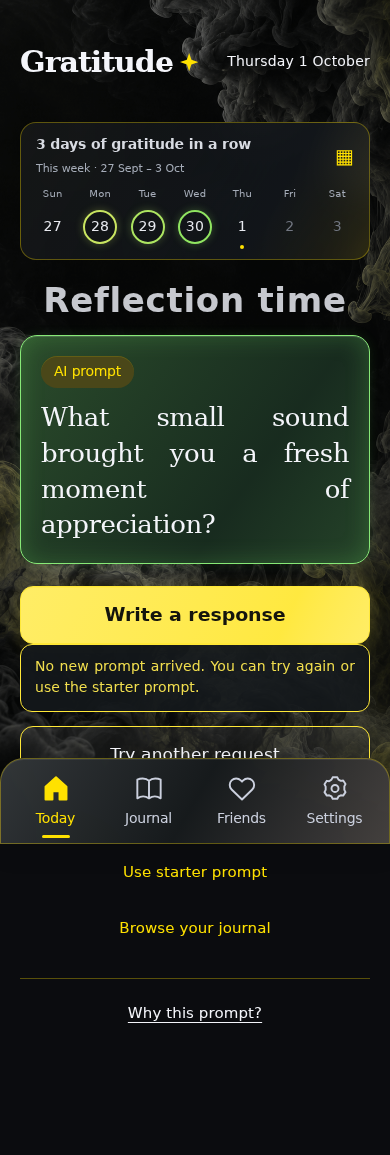 Gratitude
Thursday 1 October
3 days of gratitude in a row
This week · 27 Sept – 3 Oct
Sun Mon Tue Wed Thu Fri Sat
27 28 29 30 1 2 3
Reflection time
AI prompt
What small sound
brought you a fresh
moment of
appreciation?
Write a response
No new prompt arrived. You can try again or
use the starter prompt.
Try another request
Today Journal Friends Settings
Use starter prompt
Browse your journal
Why this prompt?